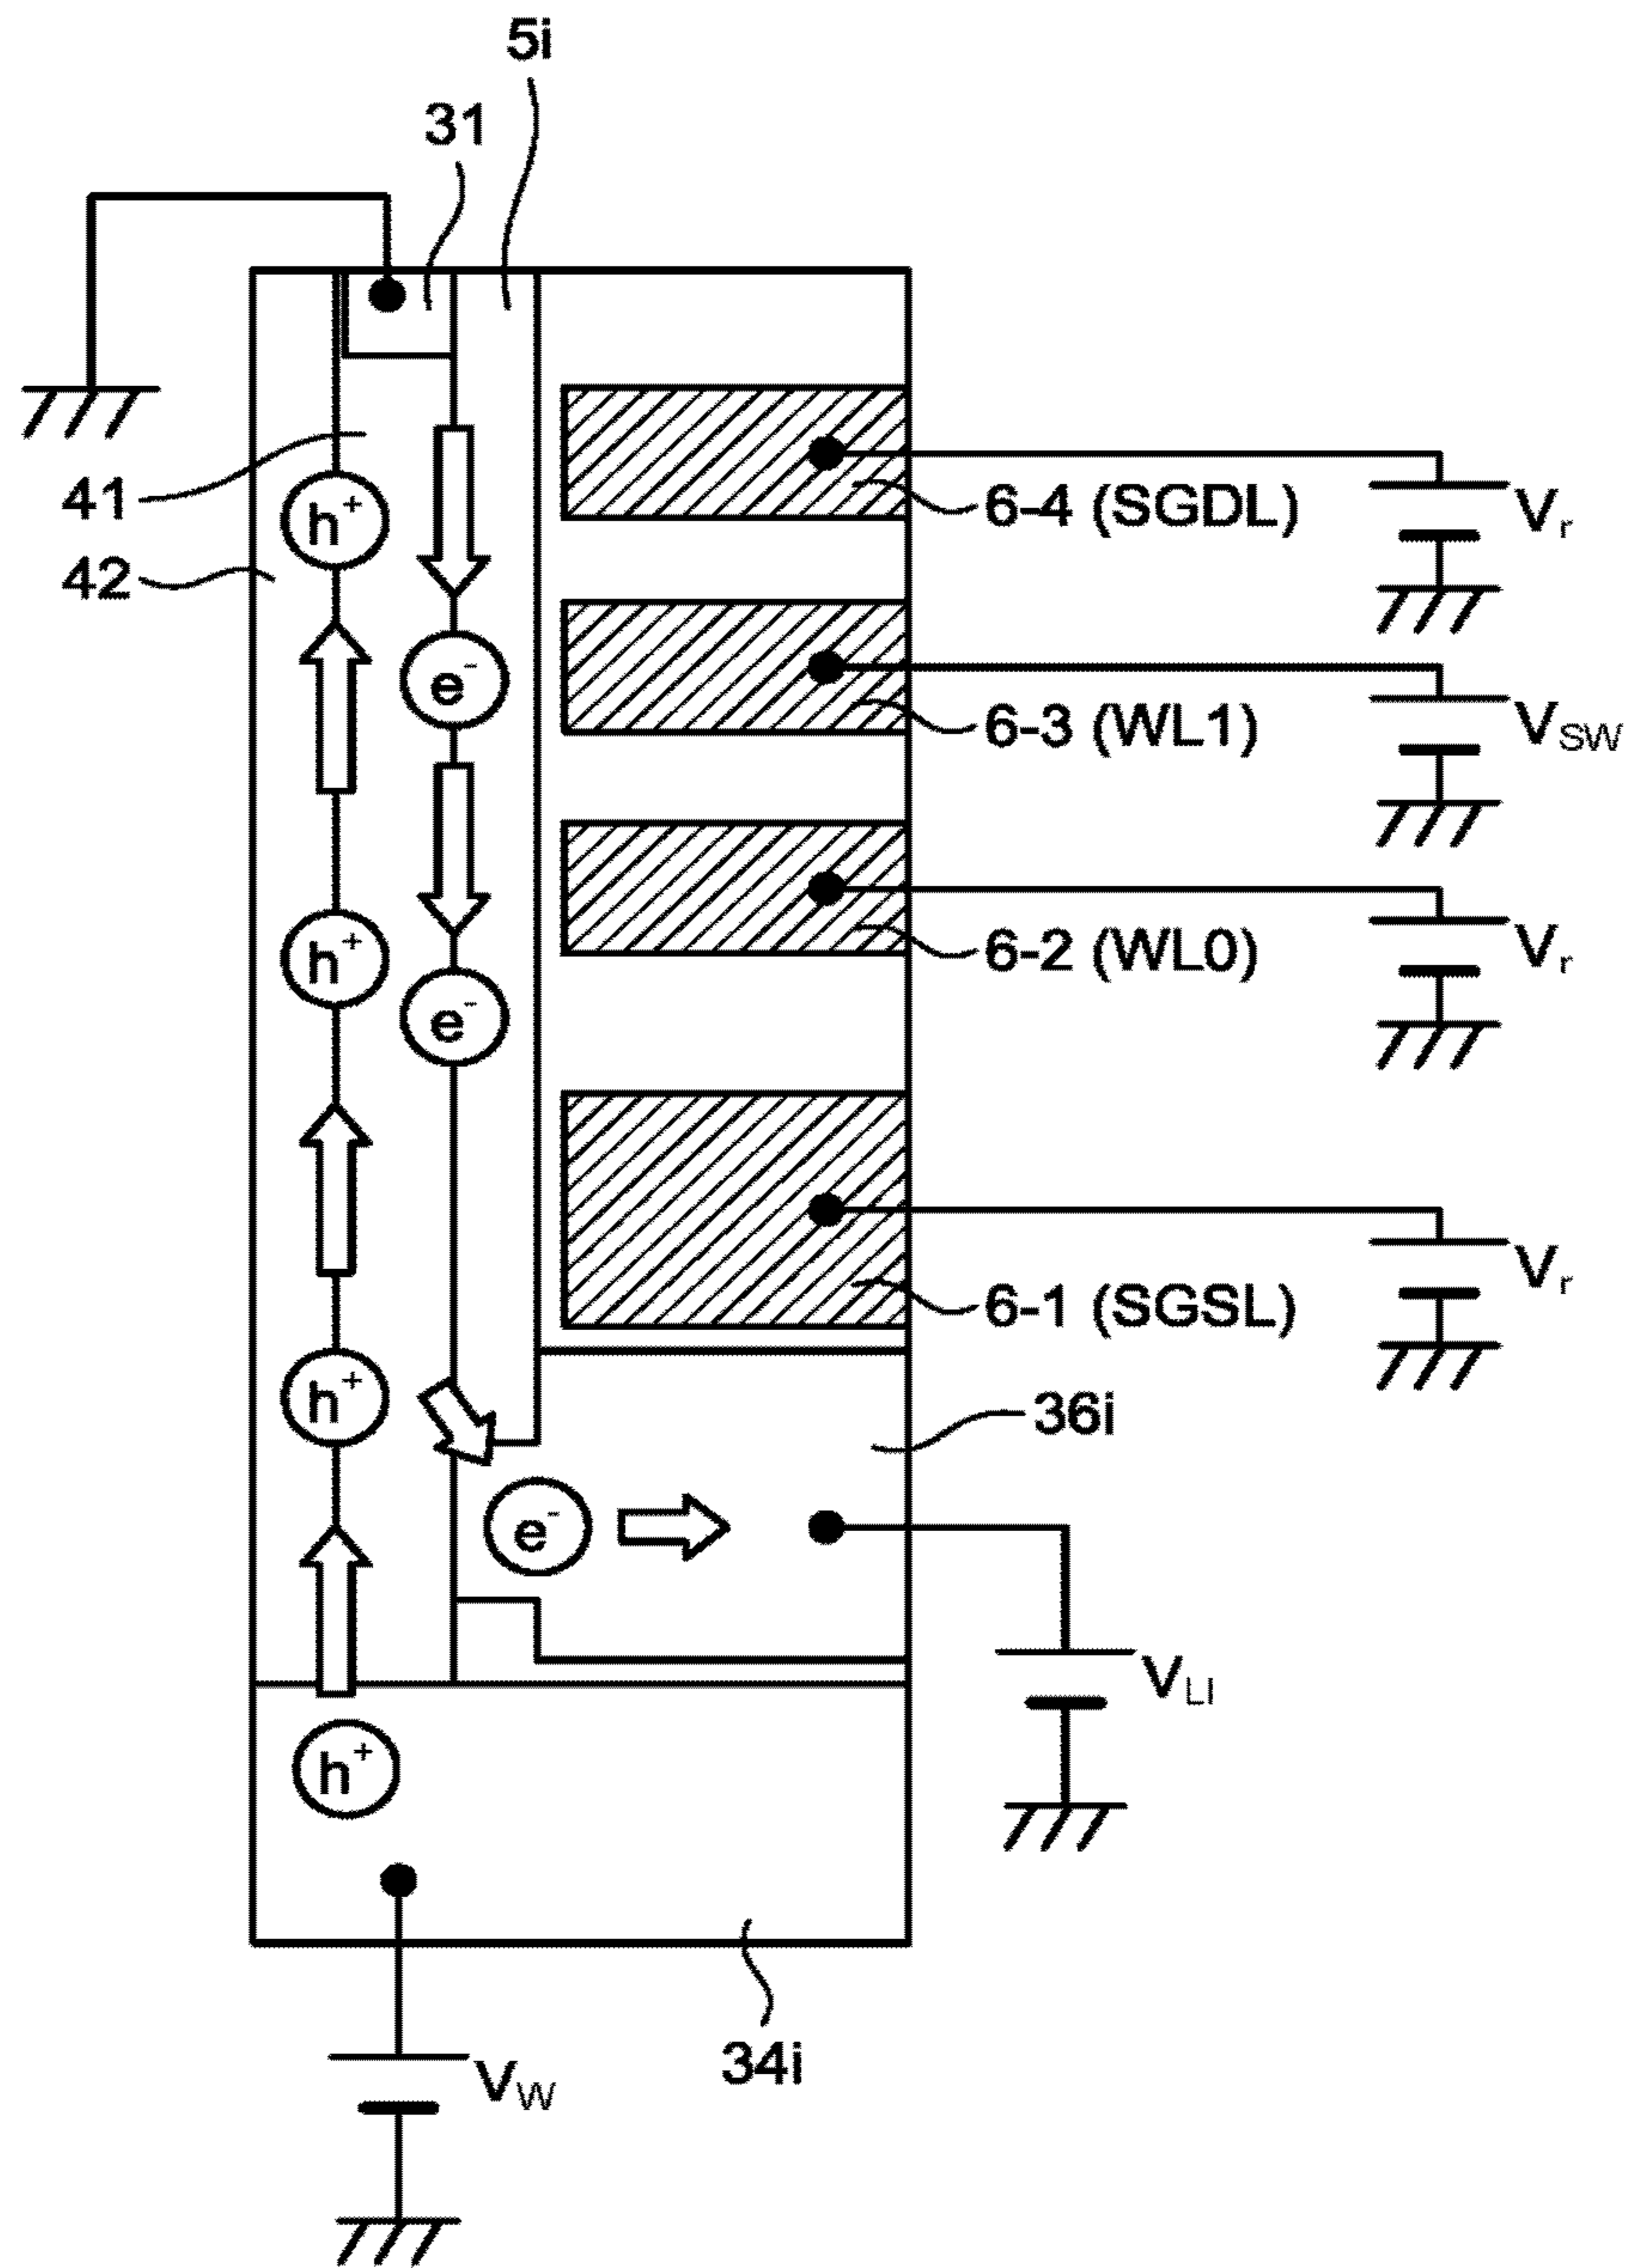 5i
31
41
h+
42
6-4 (SGDL)
Vr
e-
6-3 (WL1)
VSW
h+
6-2 (WL0)
Vr
e-
6-1 (SGSL)
Vr
h+
36i
e-
VLI
h+
34i
VW